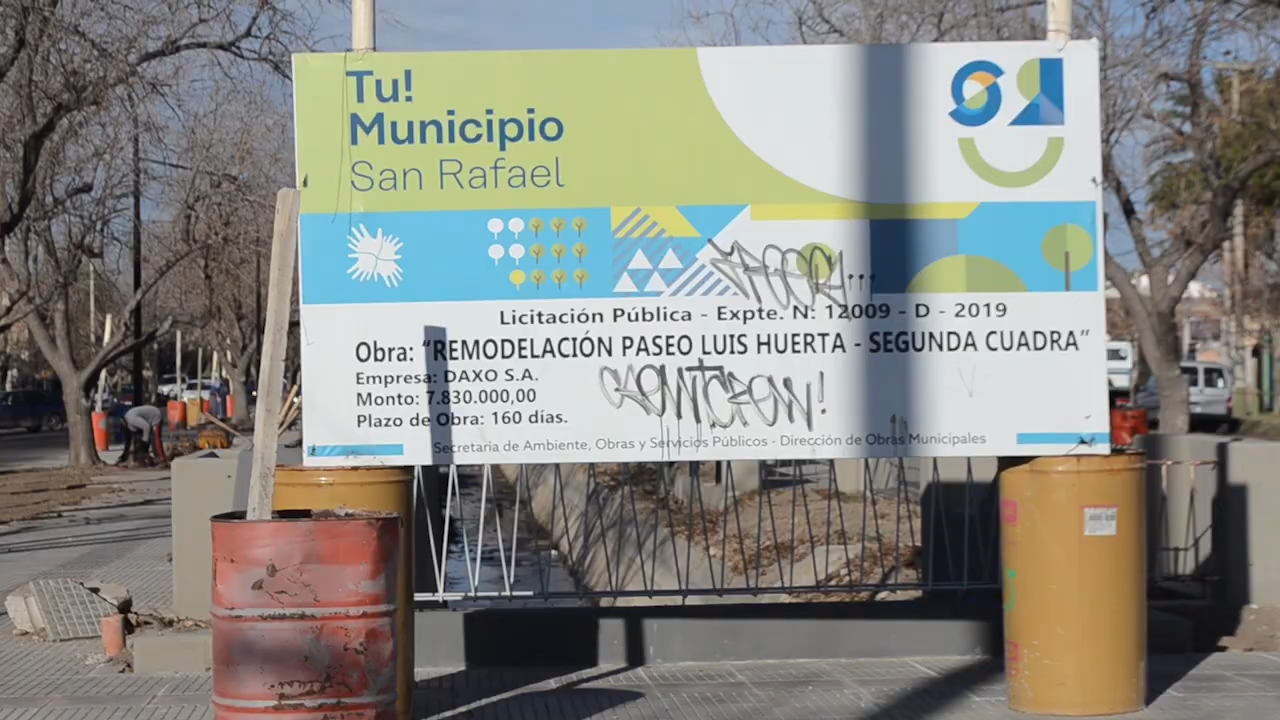 Tu!
Municipio
San Rafael
Licitación Pública - Expte. N: 12009 - D - 2019
Obra: "REMODELACIÓN PASEO LUIS HUERTA - SEGUNDA CUADRA"
Empresa: DAXO S.A.
Monto: 7.830.000,00
Plazo de Obra: 160 días.
Secretaria de Ambiente, Obras y Servicios Públicos - Dirección de Obras Municipales